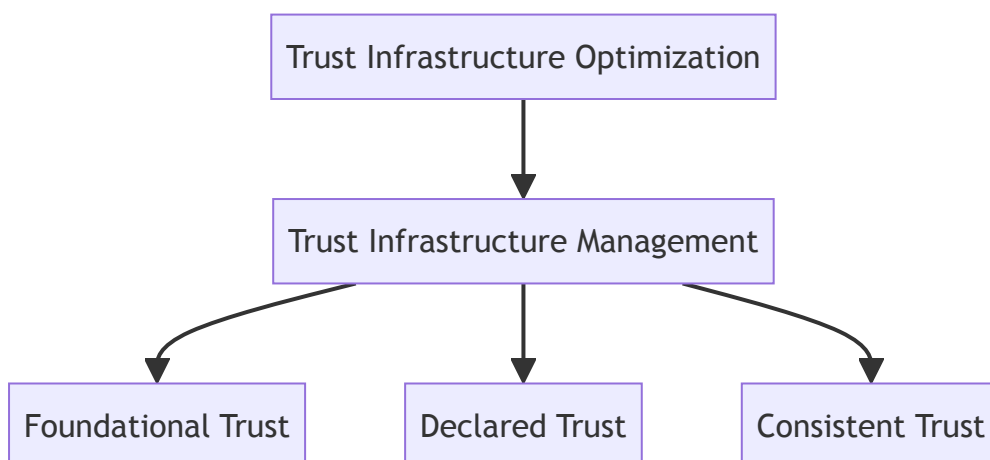 Trust Infrastructure Optimization
Trust Infrastructure Management
Foundational Trust
Declared Trust
Consistent Trust